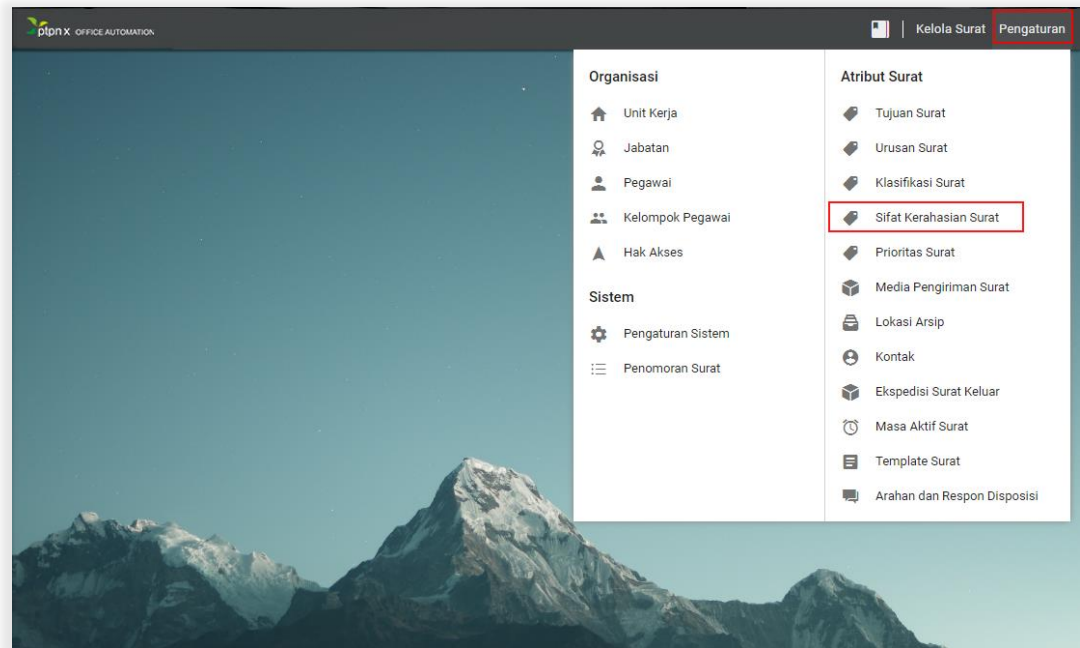 ptpn x OFFICE AUTOMATION
Kelola Surat
Pengaturan
Organisasi
Unit Kerja
Jabatan
Pegawai
Kelompok Pegawai
Hak Akses
Sistem
Pengaturan Sistem
Penomoran Surat
Atribut Surat
Tujuan Surat
Urusan Surat
Klasifikasi Surat
Sifat Kerahasian Surat
Prioritas Surat
Media Pengiriman Surat
Lokasi Arsip
Kontak
Ekspedisi Surat Keluar
Masa Aktif Surat
Template Surat
Arahan dan Respon Disposisi